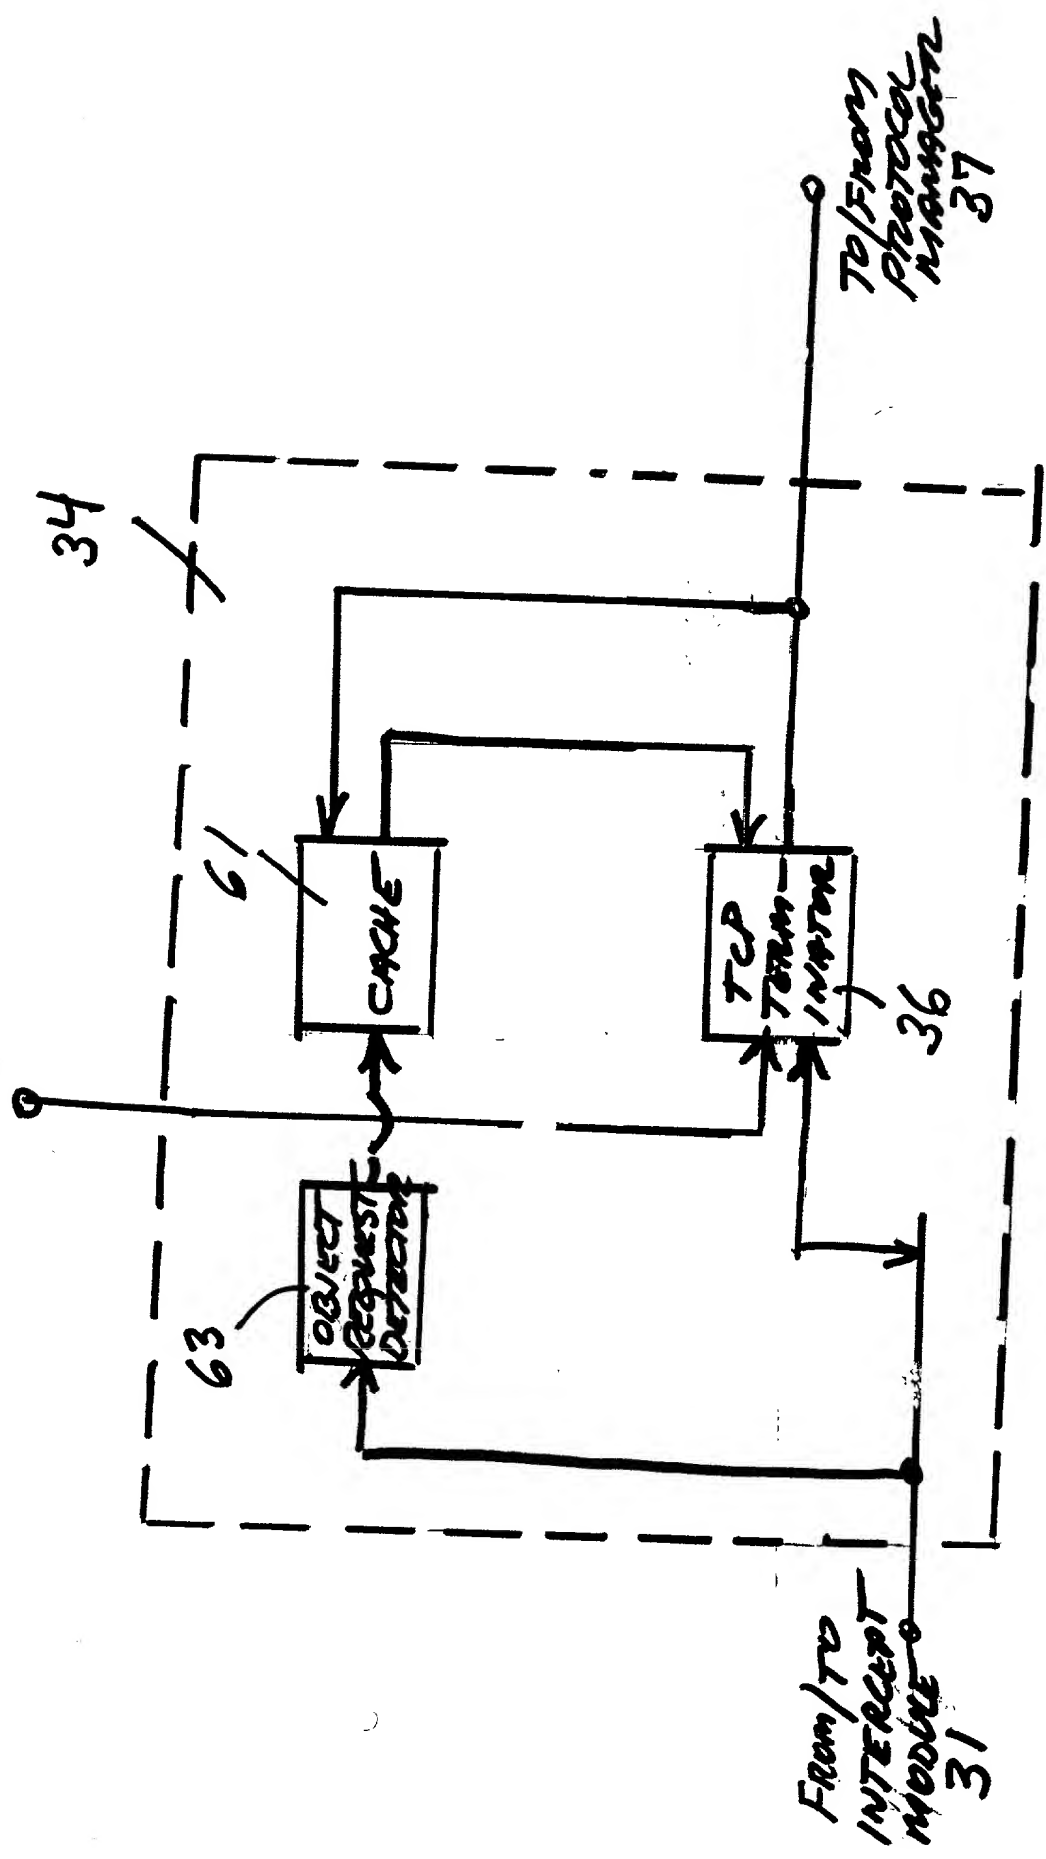 34
61
CACHE
63
OBJECT
REQUEST
DETECTOR
TCP
TERM-
INATOR
36
FROM/TO
INTERCEPT
MODULE
31
TO/FROM
PROTOCOL
MANAGER
37